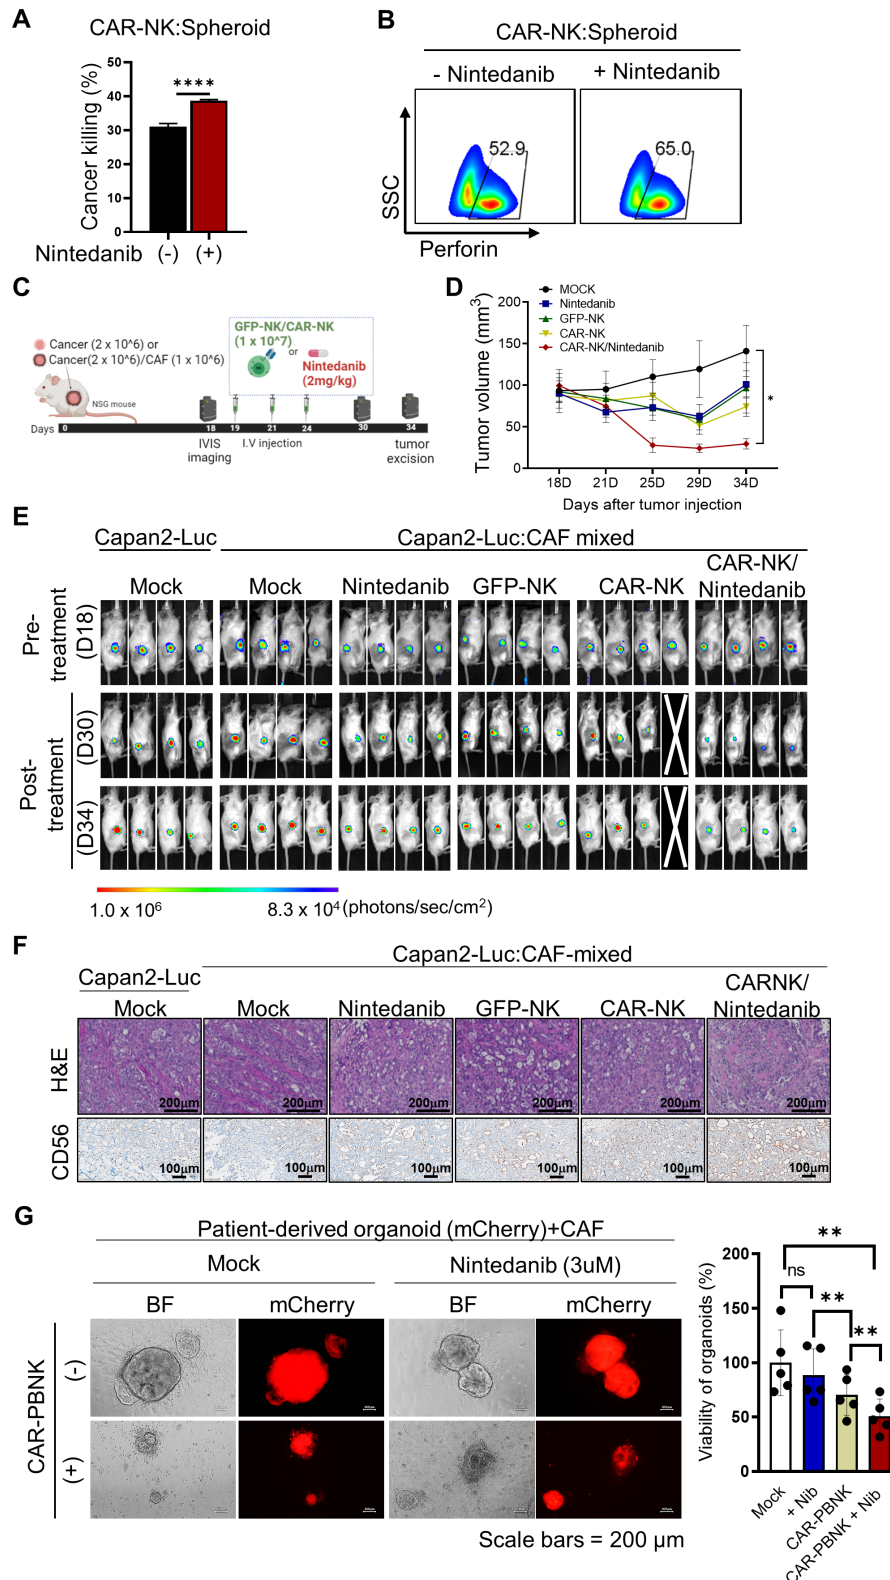 A
CAR-NK:Spheroid
Cancer killing (%)
50
40
30
20
10
0
****
Nintedanib (-) (+)
B
CAR-NK:Spheroid
- Nintedanib + Nintedanib
52.9 65.0
SSC
Perforin
C
Cancer (2 x 10^6) or
Cancer(2 x 10^6)/CAF (1 x 10^6)
NSG mouse
GFP-NK/CAR-NK
(1 x 10^7)
or
Nintedanib
(2mg/kg)
Days 0 18 19 21 24 30 34
IVIS
imaging
I.V injection
tumor
excision
D
Tumor volume (mm3)
200
150
100
50
0
MOCK
Nintedanib
GFP-NK
CAR-NK
CAR-NK/Nintedanib
*
18D 21D 25D 29D 34D
Days after tumor injection
E
Capan2-Luc Capan2-Luc:CAF mixed
Mock Mock Nintedanib GFP-NK CAR-NK CAR-NK/
Nintedanib
Pre-
treatment
(D18)
Post-
treatment
(D30)
(D34)
1.0 x 10⁶ 8.3 x 10⁴ (photons/sec/cm²)
F
Capan2-Luc Capan2-Luc:CAF-mixed
Mock Mock Nintedanib GFP-NK CAR-NK CARNK/
Nintedanib
H&E
200μm 200μm 200μm 200μm 200μm 200μm
CD56
100μm 100μm 100μm 100μm 100μm 100μm
G
Patient-derived organoid (mCherry)+CAF
Mock Nintedanib (3uM)
BF mCherry BF mCherry
CAR-PBNK
(-)
(+)
Scale bars = 200 μm
Viability of organoids (%)
200
150
100
50
0
**
ns
**
**
Mock
+ Nib
CAR-PBNK
CAR-PBNK + Nib